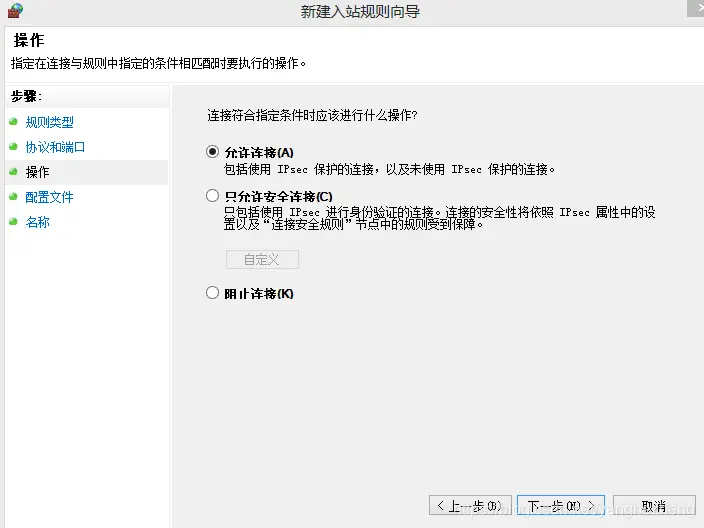 新建入站规则向导
操作
指定在连接与规则中指定的条件相匹配时要执行的操作。
步骤:
规则类型
协议和端口
操作
配置文件
名称
连接符合指定条件时应该进行什么操作?
允许连接(A)
包括使用 IPsec 保护的连接，以及未使用 IPsec 保护的连接。
只允许安全连接(C)
只包括使用 IPsec 进行身份验证的连接。连接的安全性将依照 IPsec 属性中的设
置以及“连接安全规则”节点中的规则受到保障。
自定义
阻止连接(K)
< 上一步(B)
下一步(N) >
取消